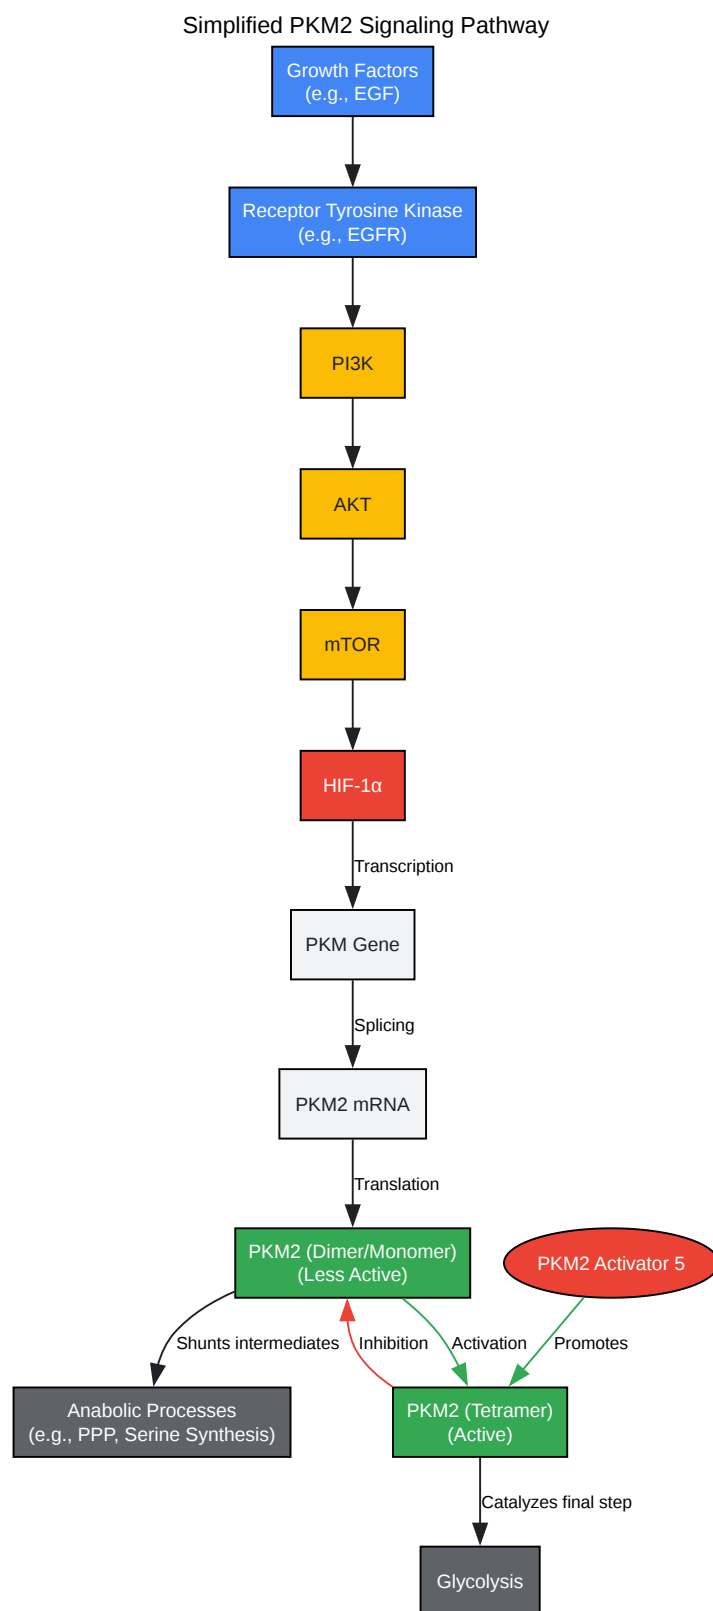 Simplified PKM2 Signaling Pathway
Growth Factors
(e.g., EGF)
Receptor Tyrosine Kinase
(e.g., EGFR)
PI3K
AKT
mTOR
HIF-1α
Transcription
PKM Gene
Splicing
PKM2 mRNA
Translation
PKM2 (Dimer/Monomer)
(Less Active)
PKM2 Activator 5
Shunts intermediates
Inhibition
Activation
Promotes
Anabolic Processes
(e.g., PPP, Serine Synthesis)
PKM2 (Tetramer)
(Active)
Catalyzes final step
Glycolysis